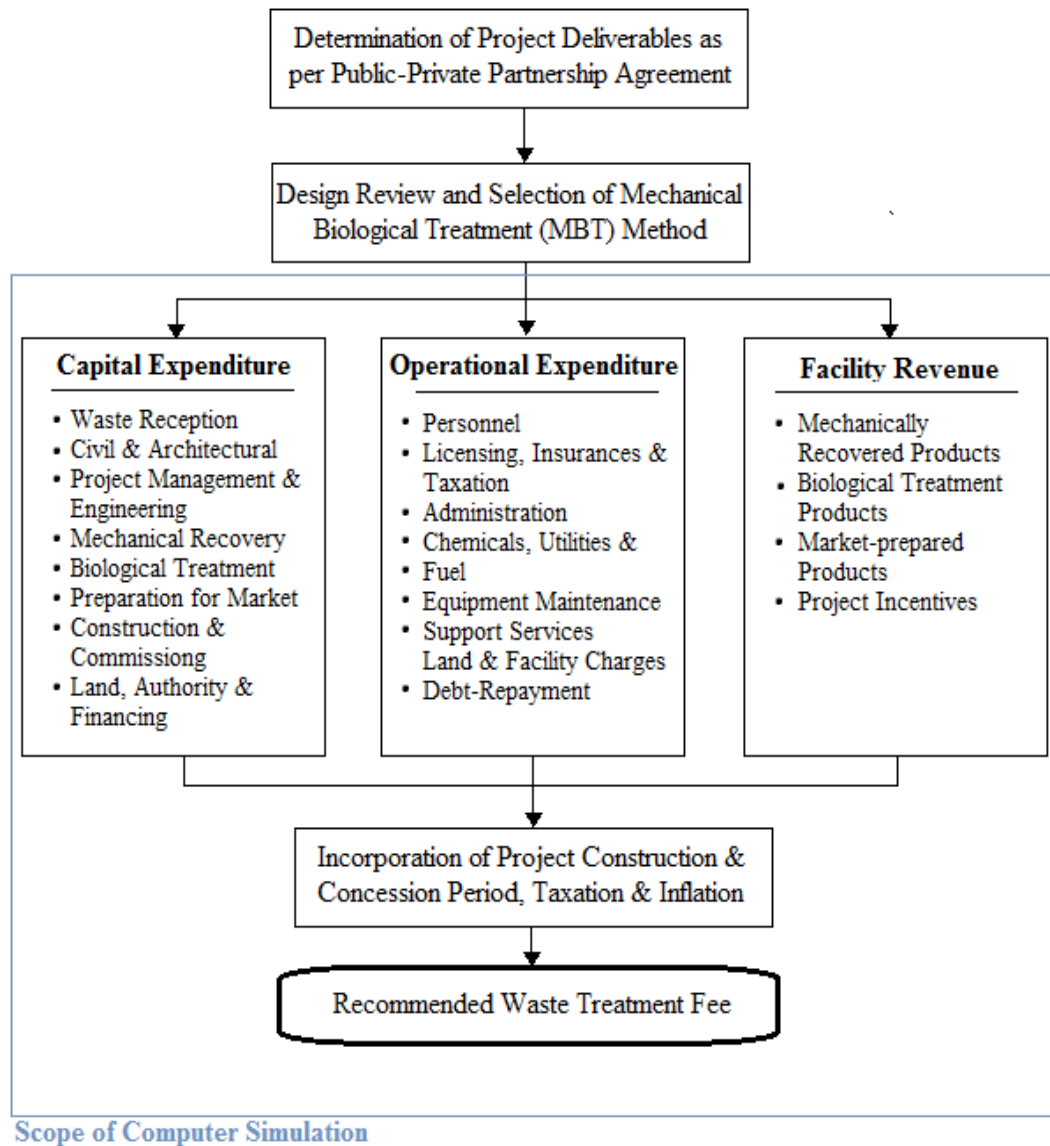 Determination of Project Deliverables as
per Public-Private Partnership Agreement
Design Review and Selection of Mechanical
Biological Treatment (MBT) Method
Capital Expenditure
• Waste Reception
• Civil & Architectural
• Project Management &
Engineering
• Mechanical Recovery
• Biological Treatment
• Preparation for Market
• Construction &
Commissiong
• Land, Authority &
Financing
Operational Expenditure
• Personnel
• Licensing, Insurances &
Taxation
• Administration
• Chemicals, Utilities &
• Fuel
• Equipment Maintenance
• Support Services
Land & Facility Charges
• Debt-Repayment
Facility Revenue
• Mechanically
Recovered Products
• Biological Treatment
Products
• Market-prepared
Products
• Project Incentives
Incorporation of Project Construction &
Concession Period, Taxation & Inflation
Recommended Waste Treatment Fee
Scope of Computer Simulation